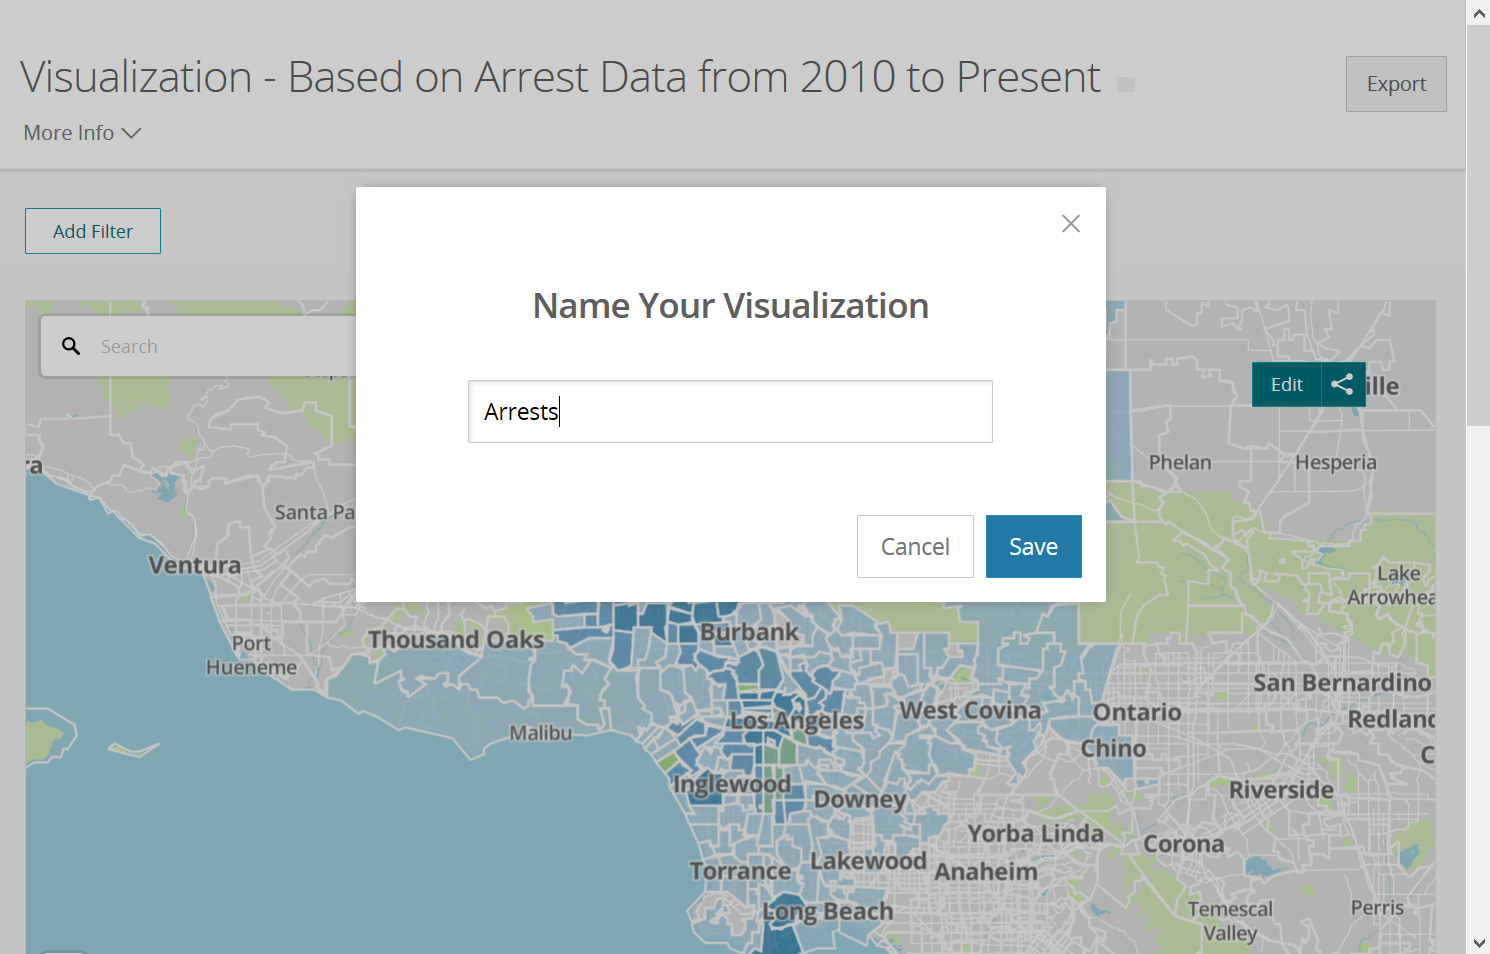 Visualization - Based on Arrest Data from 2010 to Present
Export
More Info
Add Filter
Name Your Visualization
Search
Edit
Arrests
Phelan
Hesperia
Cancel
Save
Ventura
Lake
Arrowhea
Port
Hueneme
Thousand Oaks
Burbank
San Bernardino
West Covina
Ontario
Los Angeles
Redland
Malibu
Chino
Inglewood
Downey
Riverside
Yorba Linda
Corona
Torrance
Lakewood
Anaheim
Long Beach
Temescal
Valley
Perris
Santa Pa
ille
ra
C